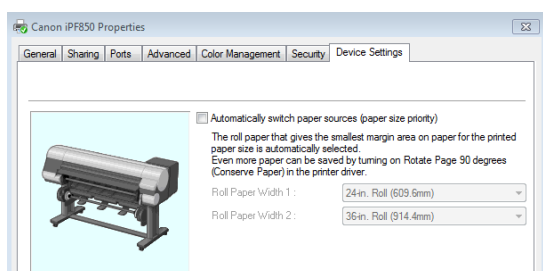 Canon iPF850 Properties
General Sharing Ports Advanced Color Management Security Device Settings
Automatically switch paper sources (paper size priority)
The roll paper that gives the smallest margin area on paper for the printed
paper size is automatically selected.
Even more paper can be saved by turning on Rotate Page 90 degrees
(Conserve Paper) in the printer driver.
Roll Paper Width 1 : 24-in. Roll (609.6mm)
Roll Paper Width 2 : 36-in. Roll (914.4mm)